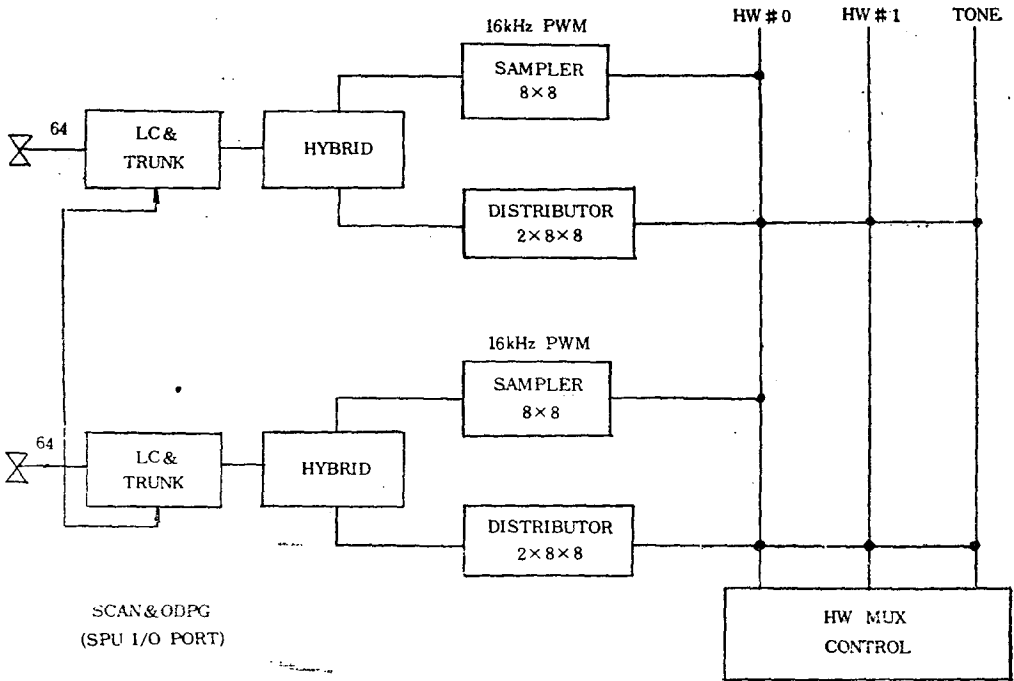 HW#0 HW#1 TONE
16kHz PWM
SAMPLER
8×8
64
LC&
TRUNK
HYBRID
DISTRIBUTOR
2×8×8
16kHz PWM
SAMPLER
8×8
64
LC&
TRUNK
HYBRID
DISTRIBUTOR
2×8×8
SCAN&ODPG
(SPU I/O PORT)
HW MUX
CONTROL